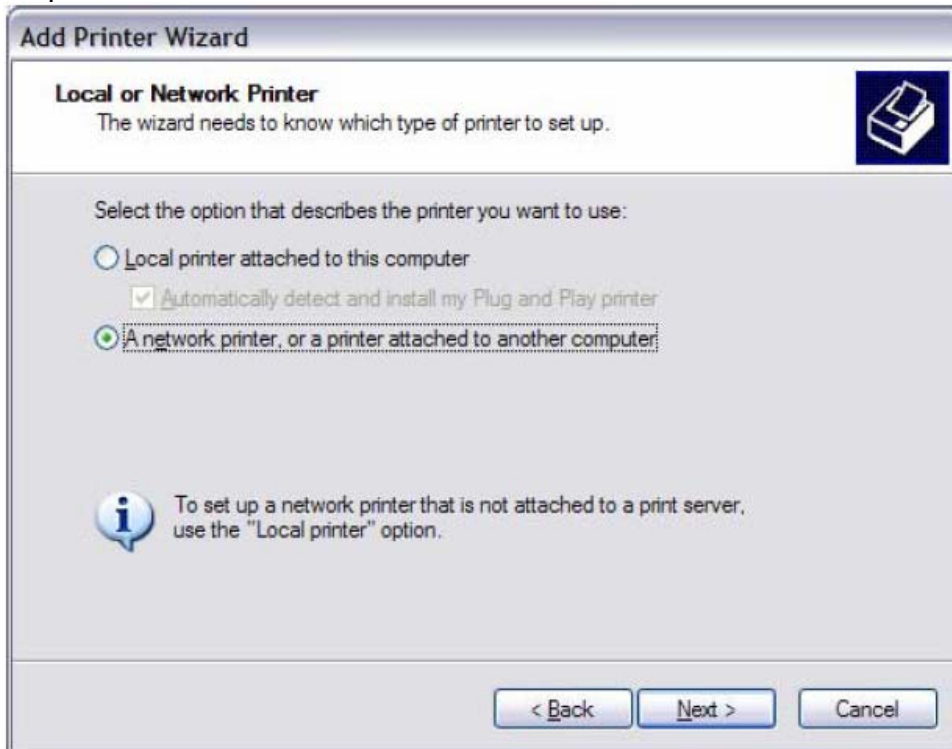 Add Printer Wizard
Local or Network Printer
The wizard needs to know which type of printer to set up.
Select the option that describes the printer you want to use:
Local printer attached to this computer
Automatically detect and install my Plug and Play printer
A network printer, or a printer attached to another computer
To set up a network printer that is not attached to a print server,
use the "Local printer" option.
< Back
Next >
Cancel